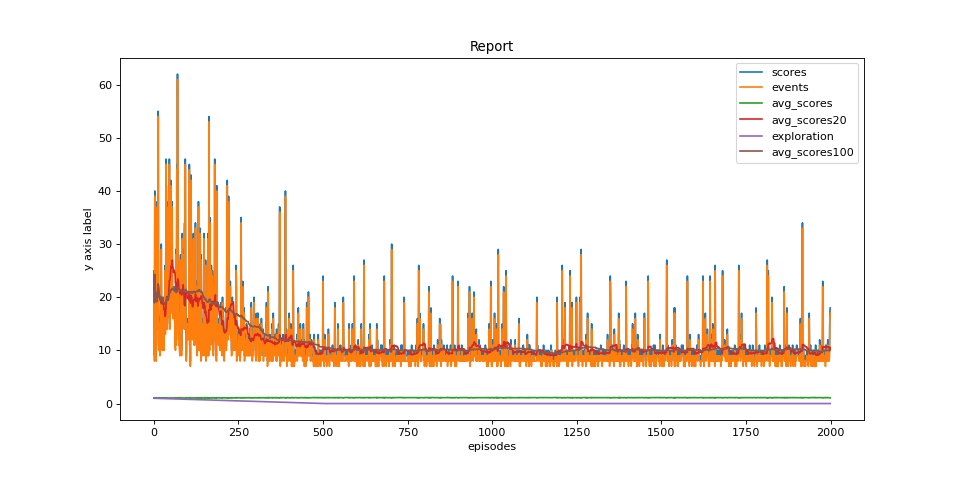 Report
60
50
40
30
20
10
0
y axis label
scores
events
avg_scores
avg_scores20
exploration
avg_scores100
0 250 500 750 1000 1250 1500 1750 2000
episodes